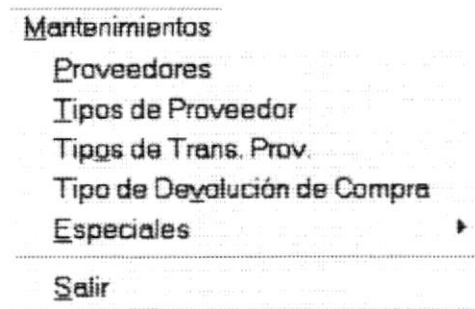 Mantenimientos
Proveedores
Tipos de Proveedor
Tipos de Trans. Prov.
Tipo de Devolución de Compra
Especiales
Salir